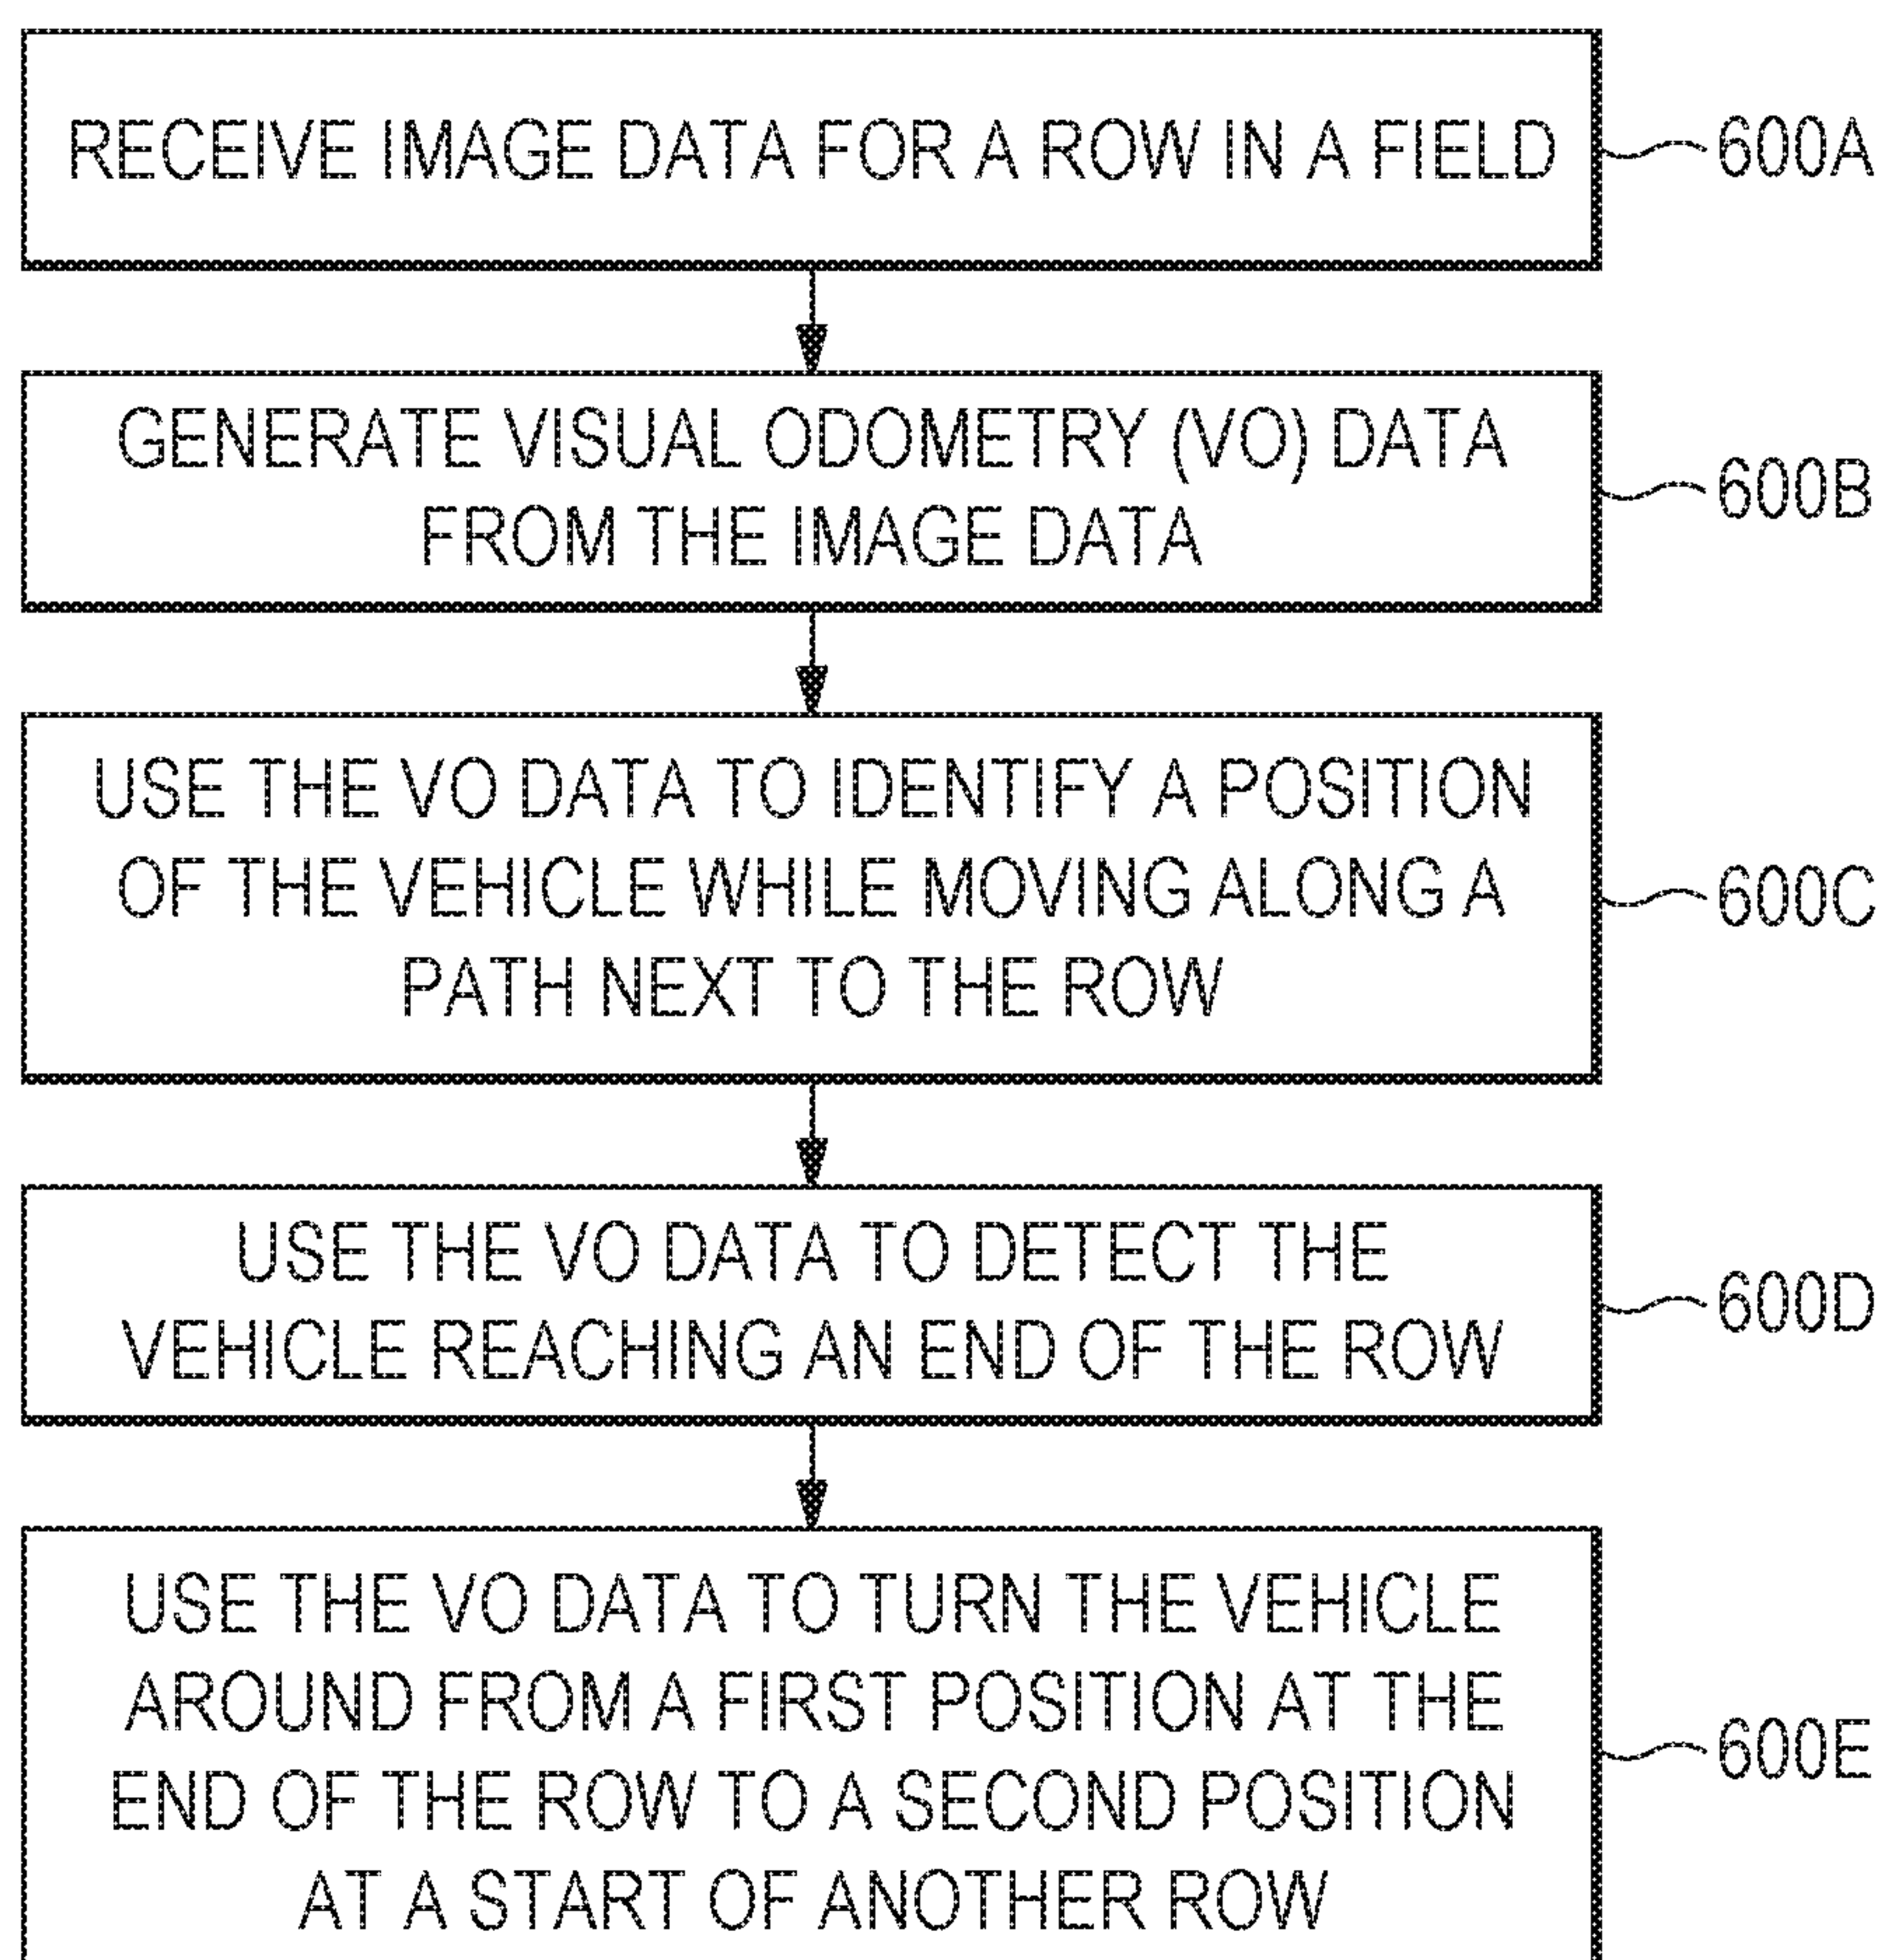 RECEIVE IMAGE DATA FOR A ROW IN A FIELD
600A
GENERATE VISUAL ODOMETRY (VO) DATA
FROM THE IMAGE DATA
600B
USE THE VO DATA TO IDENTIFY A POSITION
OF THE VEHICLE WHILE MOVING ALONG A
PATH NEXT TO THE ROW
600C
USE THE VO DATA TO DETECT THE
VEHICLE REACHING AN END OF THE ROW
600D
USE THE VO DATA TO TURN THE VEHICLE
AROUND FROM A FIRST POSITION AT THE
END OF THE ROW TO A SECOND POSITION
AT A START OF ANOTHER ROW
600E